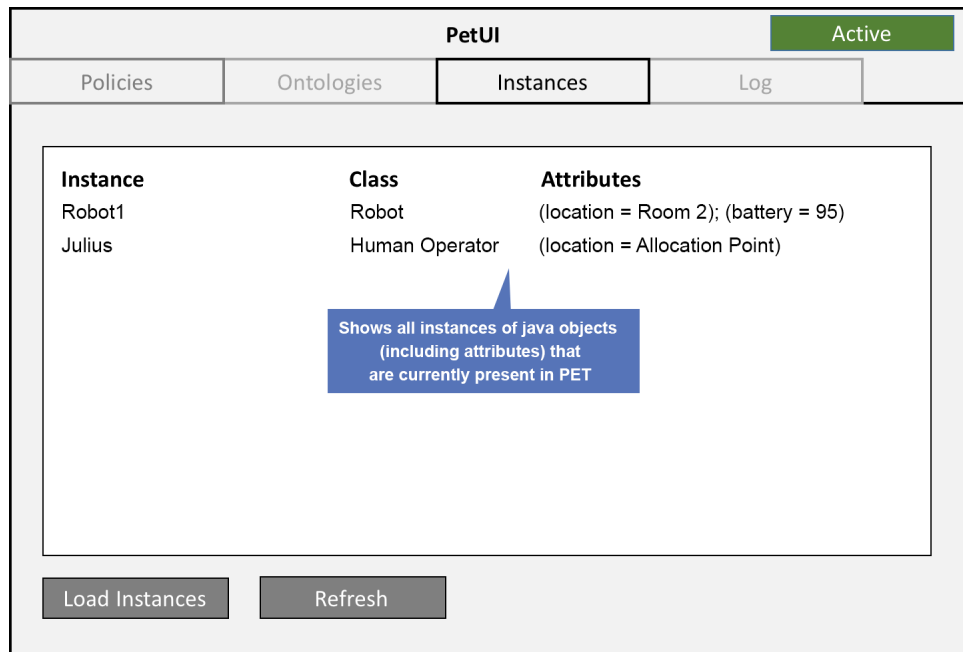 PetUI
Active
Policies
Ontologies
Instances
Log
Instance Class Attributes
Robot1 Robot (location = Room 2); (battery = 95)
Julius Human Operator (location = Allocation Point)
Shows all instances of java objects
(including attributes) that
are currently present in PET
Load Instances
Refresh